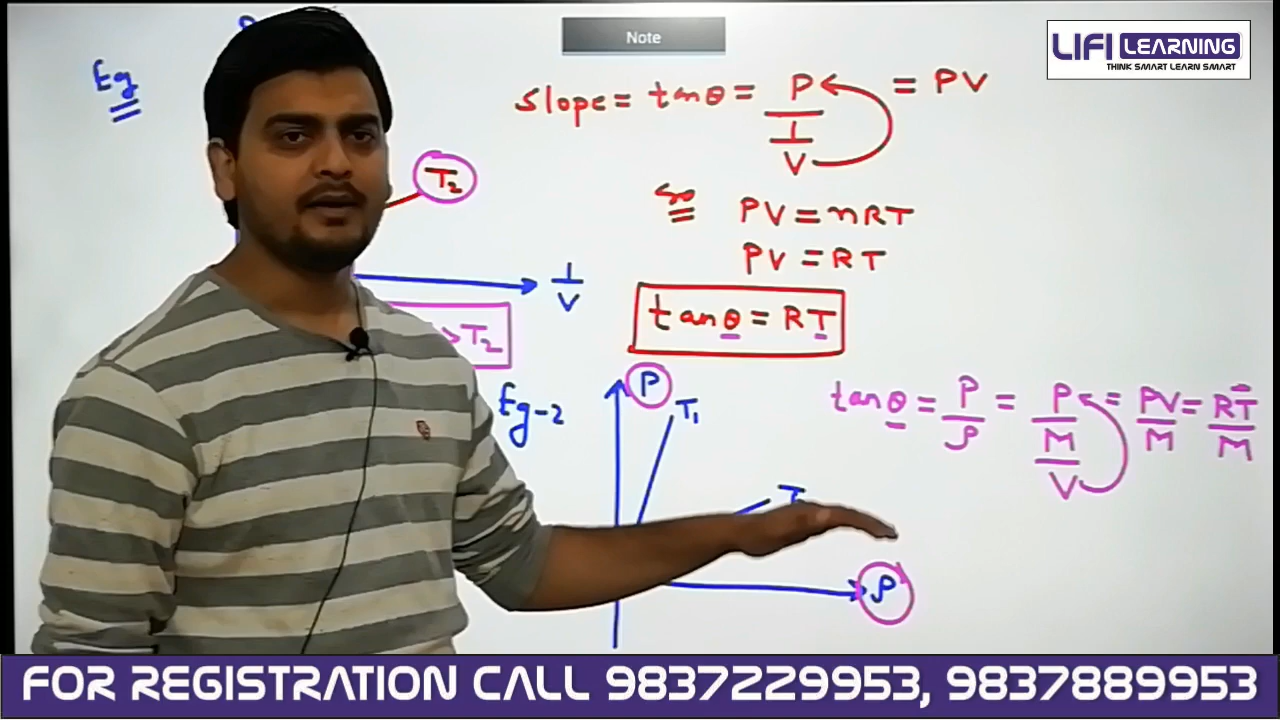 Note
LIFI LEARNING
THINK SMART LEARN SMART
Eg
Slope = tanθ = P / 1/V = PV
T₂
so PV = nRT
PV = RT
1/V
tanθ = RT
>T₂
Eg-2
P
T₁
tanθ = P/ρ = P / M/V = PV/M = RT/M
T
ρ
FOR REGISTRATION CALL 9837229953, 9837889953